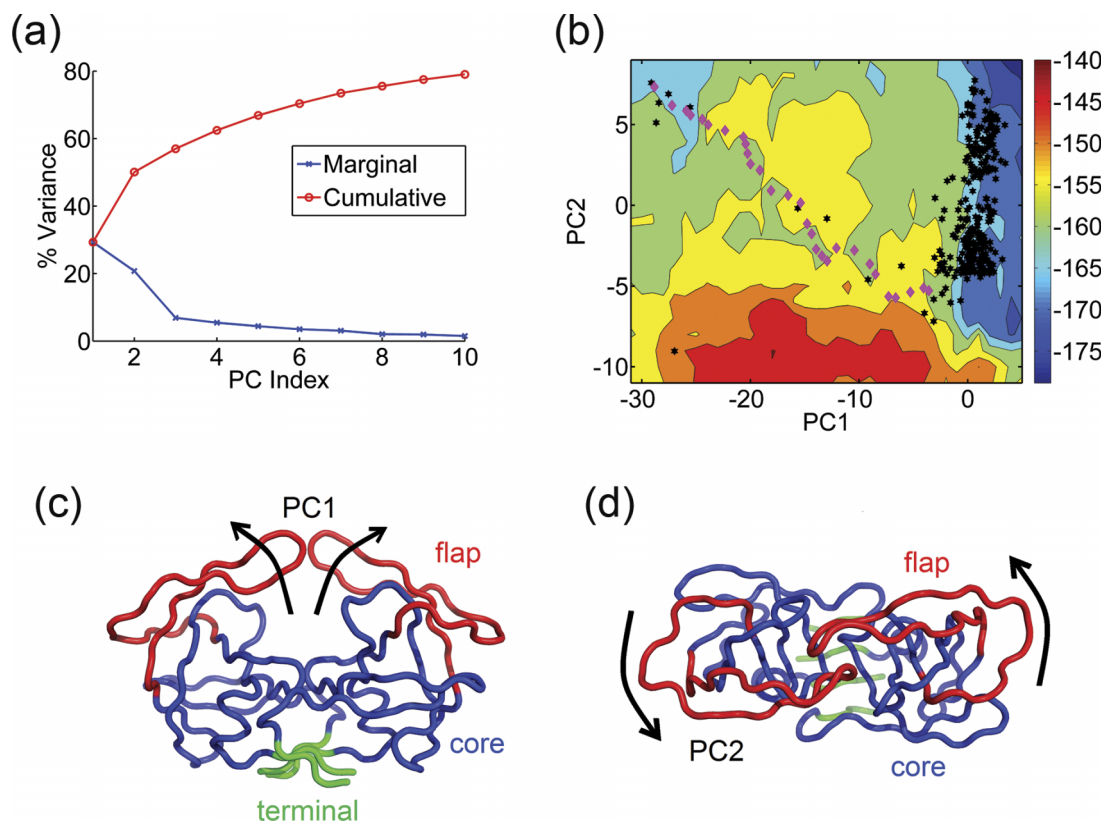 (a)
80
60
40
20
0
2
4
6
8
10
% Variance
PC Index
Marginal
Cumulative
(b)
5
0
-5
-10
-30
-20
-10
0
PC2
PC1
-140
-145
-150
-155
-160
-165
-170
-175
(c)
PC1
flap
core
terminal
(d)
flap
PC2
core